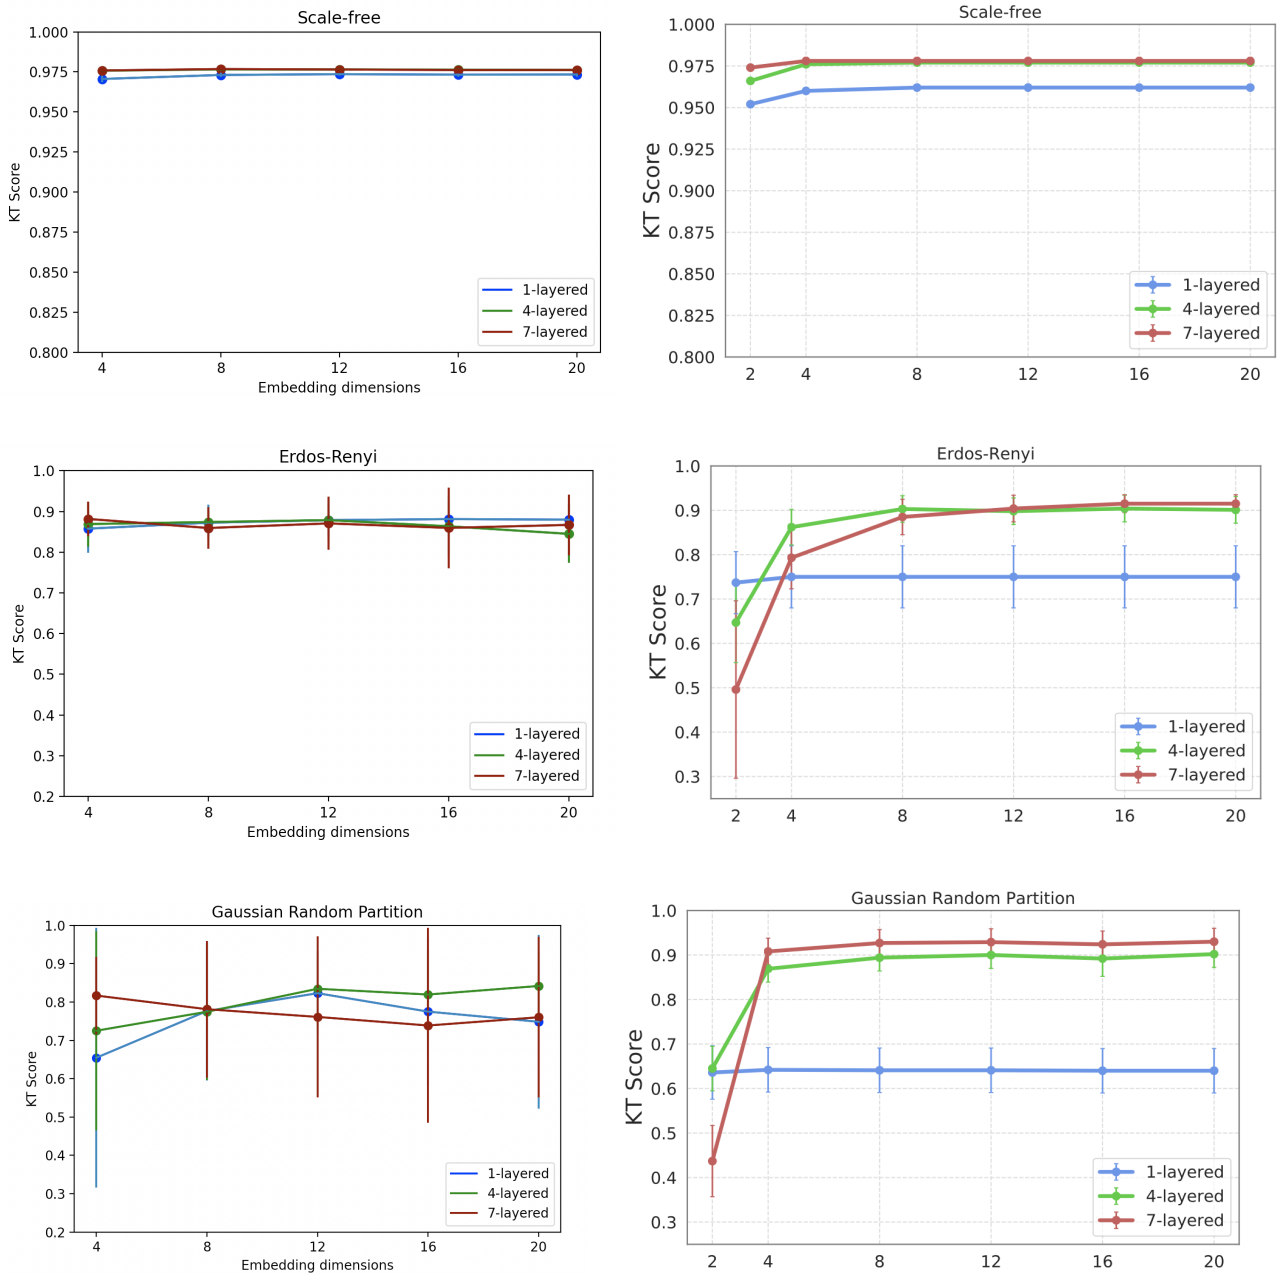 Scale-free
1.000
0.975
0.950
0.925
0.900
0.875
0.850
0.825
0.800
KT Score
4 8 12 16 20
Embedding dimensions
1-layered
4-layered
7-layered
Scale-free
1.000
0.975
0.950
0.925
0.900
0.875
0.850
0.825
0.800
KT Score
2 4 8 12 16 20
1-layered
4-layered
7-layered
Erdos-Renyi
1.0
0.9
0.8
0.7
0.6
0.5
0.4
0.3
0.2
KT Score
4 8 12 16 20
Embedding dimensions
1-layered
4-layered
7-layered
Erdos-Renyi
1.0
0.9
0.8
0.7
0.6
0.5
0.4
0.3
KT Score
2 4 8 12 16 20
1-layered
4-layered
7-layered
Gaussian Random Partition
1.0
0.9
0.8
0.7
0.6
0.5
0.4
0.3
0.2
KT Score
4 8 12 16 20
Embedding dimensions
1-layered
4-layered
7-layered
Gaussian Random Partition
1.0
0.9
0.8
0.7
0.6
0.5
0.4
0.3
KT Score
2 4 8 12 16 20
1-layered
4-layered
7-layered